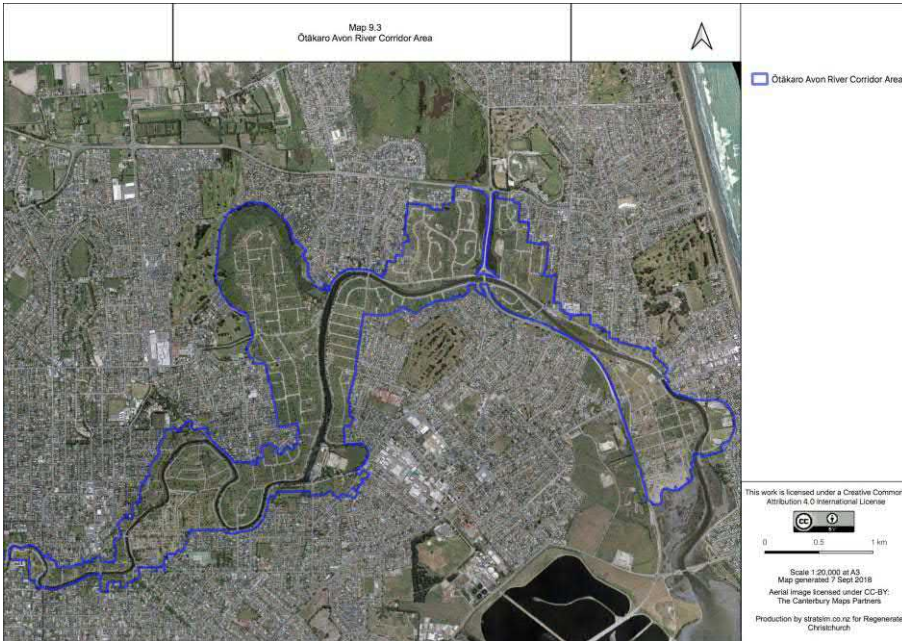 Map 9.3
Ōtākaro Avon River Corridor Area
Ōtākaro Avon River Corridor Area
This work is licensed under a Creative Common
Attribution 4.0 International License
cc
BY
0 0.5 1 km
Scale 1:20,000 at A3
Map generated 7 Sept 2018
Aerial image licensed under CC-BY:
The Canterbury Maps Partners
Production by stratsim.co.nz for Regenerate
Christchurch